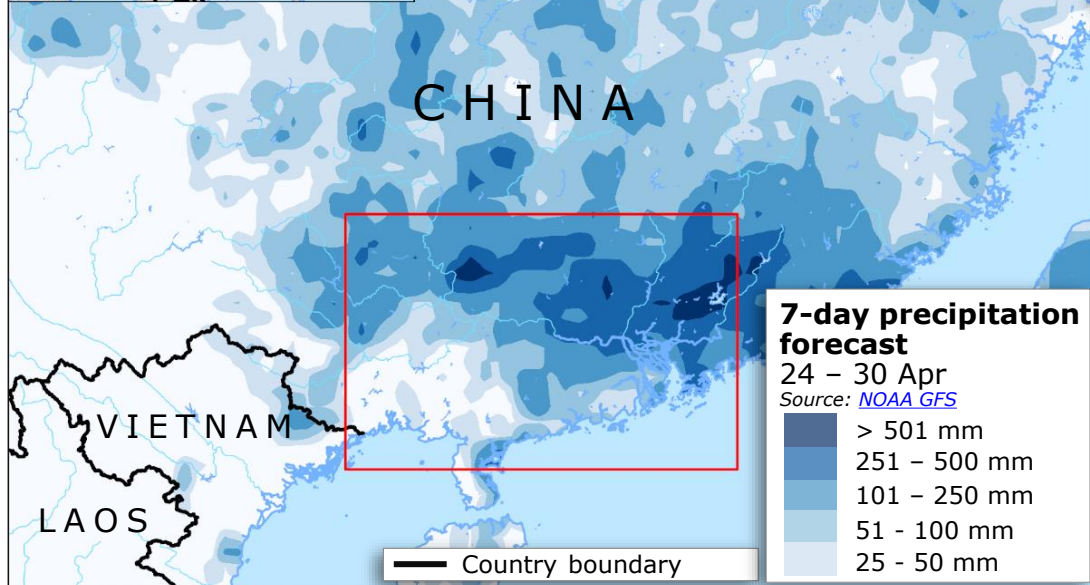 CHINA
VIETNAM
LAOS
7-day precipitation
forecast
24 – 30 Apr
Source: NOAA GFS
> 501 mm
251 – 500 mm
101 – 250 mm
51 - 100 mm
25 - 50 mm
Country boundary